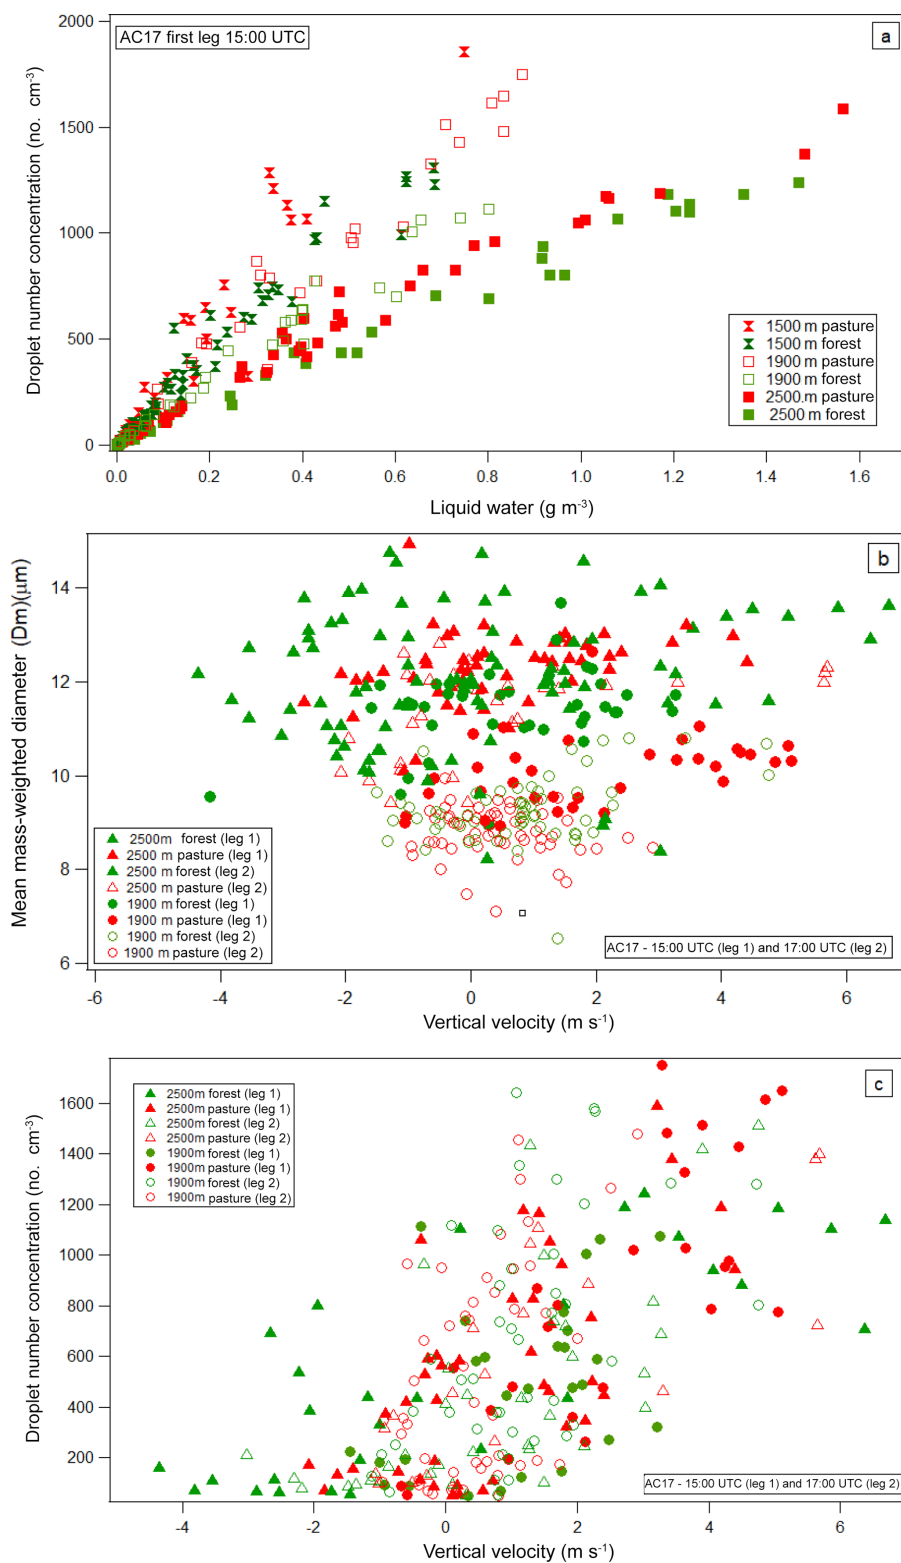 AC17 first leg 15:00 UTC
a
Droplet number concentration (no. cm⁻³)
2000
1500
1000
500
0
1500 m pasture
1500 m forest
1900 m pasture
1900 m forest
2500 m pasture
2500 m forest
0.0 0.2 0.4 0.6 0.8 1.0 1.2 1.4 1.6
Liquid water (g m⁻³)
b
Mean mass-weighted diameter (Dm)(μm)
14
12
10
8
6
2500m forest (leg 1)
2500 m pasture (leg 1)
2500 m forest (leg 2)
2500 m pasture (leg 2)
1900 m forest (leg 1)
1900 m pasture (leg 1)
1900 m forest (leg 2)
1900 m pasture (leg 2)
AC17 - 15:00 UTC (leg 1) and 17:00 UTC (leg 2)
-6 -4 -2 0 2 4 6
Vertical velocity (m s⁻¹)
c
Droplet number concentration (no. cm⁻³)
1600
1400
1200
1000
800
600
400
200
2500m forest (leg 1)
2500m pasture (leg 1)
2500m forest (leg 2)
2500m pasture (leg 2)
1900m forest (leg 1)
1900m pasture (leg 1)
1900m forest (leg 2)
1900m pasture (leg 2)
AC17 - 15:00 UTC (leg 1) and 17:00 UTC (leg 2)
-4 -2 0 2 4 6
Vertical velocity (m s⁻¹)